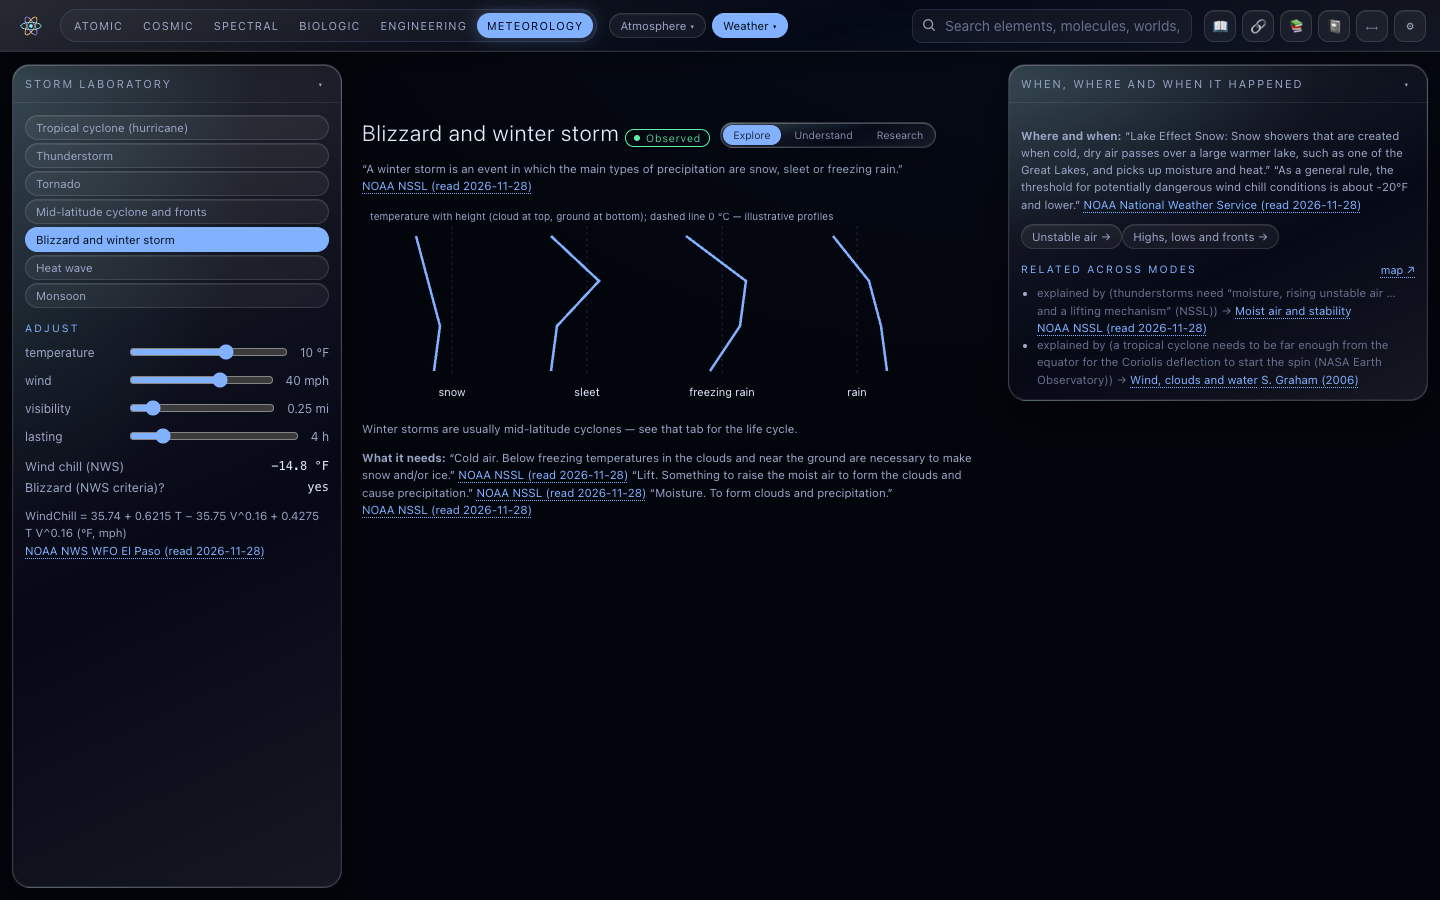 ATOMIC COSMIC SPECTRAL BIOLOGIC ENGINEERING METEOROLOGY Atmosphere ▾ Weather ▾ Search elements, molecules, worlds,
STORM LABORATORY ▾
Tropical cyclone (hurricane)
Thunderstorm
Tornado
Mid-latitude cyclone and fronts
Blizzard and winter storm
Heat wave
Monsoon
ADJUST
temperature 10 °F
wind 40 mph
visibility 0.25 mi
lasting 4 h
Wind chill (NWS) −14.8 °F
Blizzard (NWS criteria)? yes
WindChill = 35.74 + 0.6215 T − 35.75 V^0.16 + 0.4275
T V^0.16 (°F, mph)
NOAA NWS WFO El Paso (read 2026-11-28)
Blizzard and winter storm Observed Explore Understand Research
“A winter storm is an event in which the main types of precipitation are snow, sleet or freezing rain.”
NOAA NSSL (read 2026-11-28)
temperature with height (cloud at top, ground at bottom); dashed line 0 °C — illustrative profiles
snow sleet freezing rain rain
Winter storms are usually mid-latitude cyclones — see that tab for the life cycle.
What it needs: “Cold air. Below freezing temperatures in the clouds and near the ground are necessary to make
snow and/or ice.” NOAA NSSL (read 2026-11-28) “Lift. Something to raise the moist air to form the clouds and
cause precipitation.” NOAA NSSL (read 2026-11-28) “Moisture. To form clouds and precipitation.”
NOAA NSSL (read 2026-11-28)
WHEN, WHERE AND WHEN IT HAPPENED ▾
Where and when: “Lake Effect Snow: Snow showers that are created
when cold, dry air passes over a large warmer lake, such as one of the
Great Lakes, and picks up moisture and heat.” “As a general rule, the
threshold for potentially dangerous wind chill conditions is about -20°F
and lower.” NOAA National Weather Service (read 2026-11-28)
Unstable air → Highs, lows and fronts →
RELATED ACROSS MODES map ↗
explained by (thunderstorms need “moisture, rising unstable air …
and a lifting mechanism” (NSSL)) → Moist air and stability
NOAA NSSL (read 2026-11-28)
explained by (a tropical cyclone needs to be far enough from the
equator for the Coriolis deflection to start the spin (NASA Earth
Observatory)) → Wind, clouds and water S. Graham (2006)